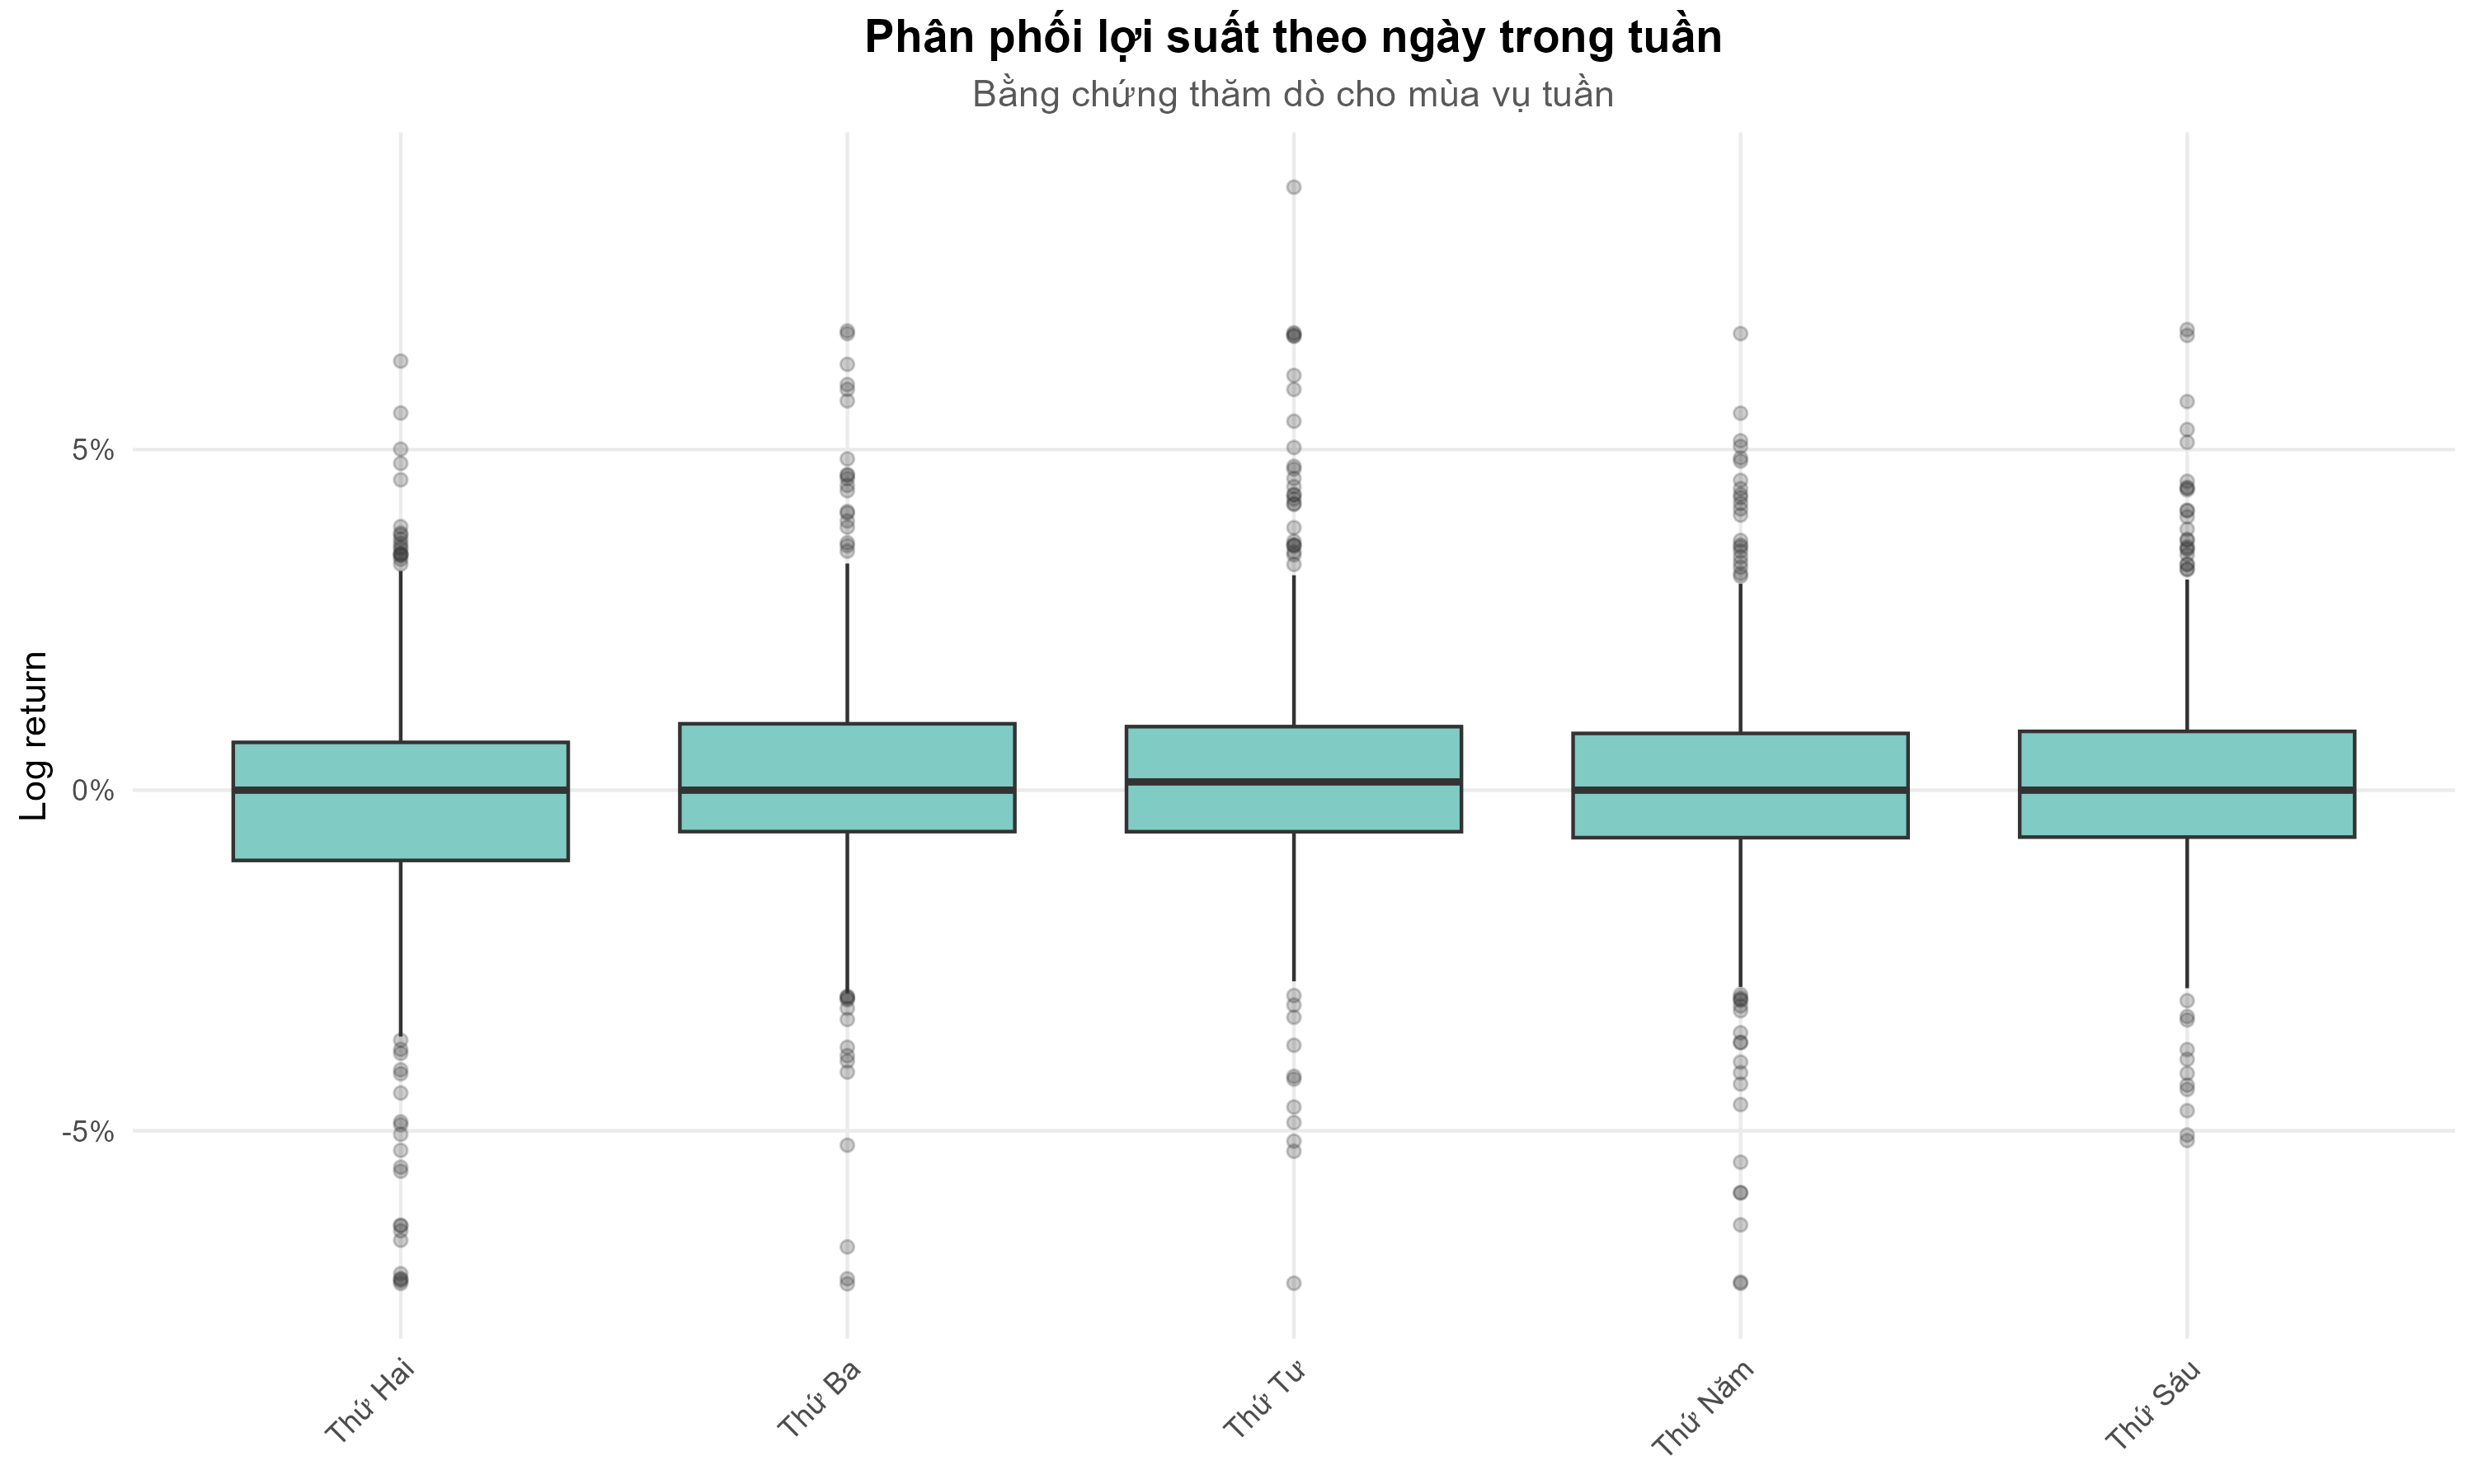 Phân phối lợi suất theo ngày trong tuần
Bằng chứng thăm dò cho mùa vụ tuần
Log return
5%
0%
-5%
Thứ Hai
Thứ Ba
Thứ Tư
Thứ Năm
Thứ Sáu